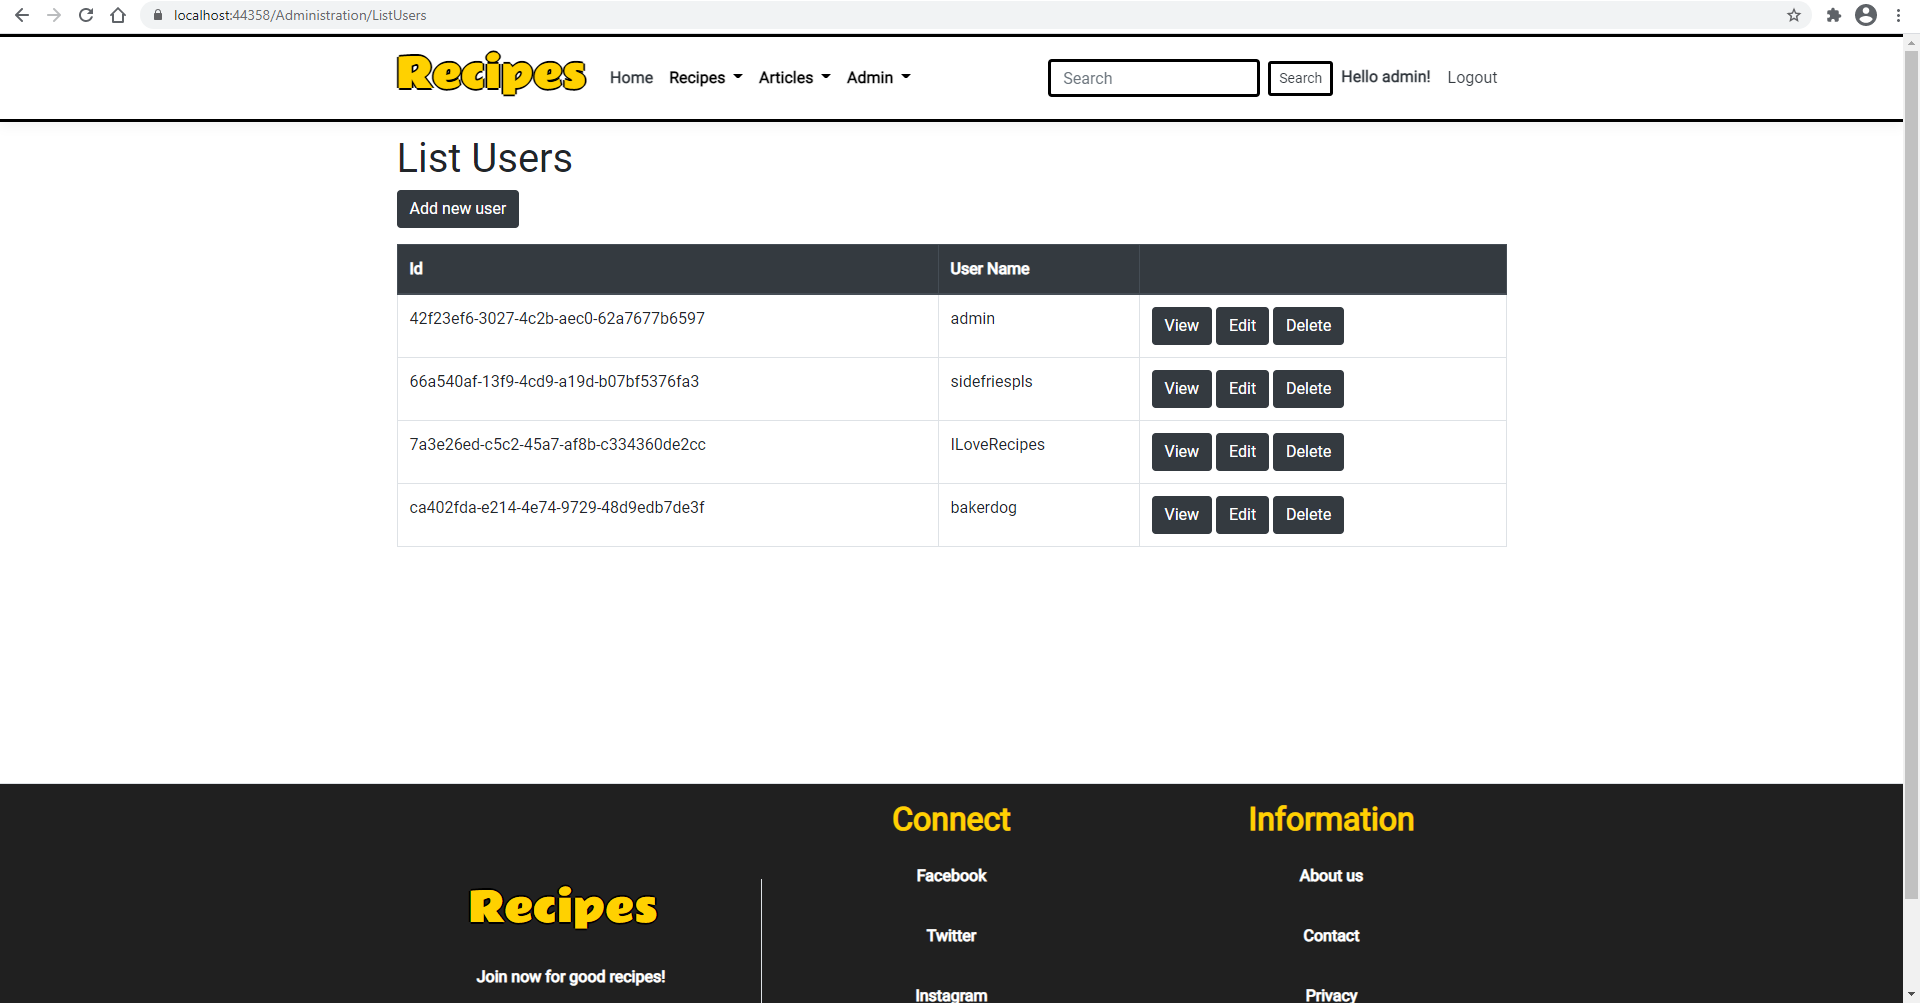 localhost:44358/Administration/ListUsers
Recipes Home Recipes Articles Admin Search Search Hello admin! Logout
List Users
Add new user
Id User Name
42f23ef6-3027-4c2b-aec0-62a7677b6597 admin View Edit Delete
66a540af-13f9-4cd9-a19d-b07bf5376fa3 sidefriespls View Edit Delete
7a3e26ed-c5c2-45a7-af8b-c334360de2cc ILoveRecipes View Edit Delete
ca402fda-e214-4e74-9729-48d9edb7de3f bakerdog View Edit Delete
Recipes
Join now for good recipes!
Connect
Facebook
Twitter
Instagram
Information
About us
Contact
Privacy